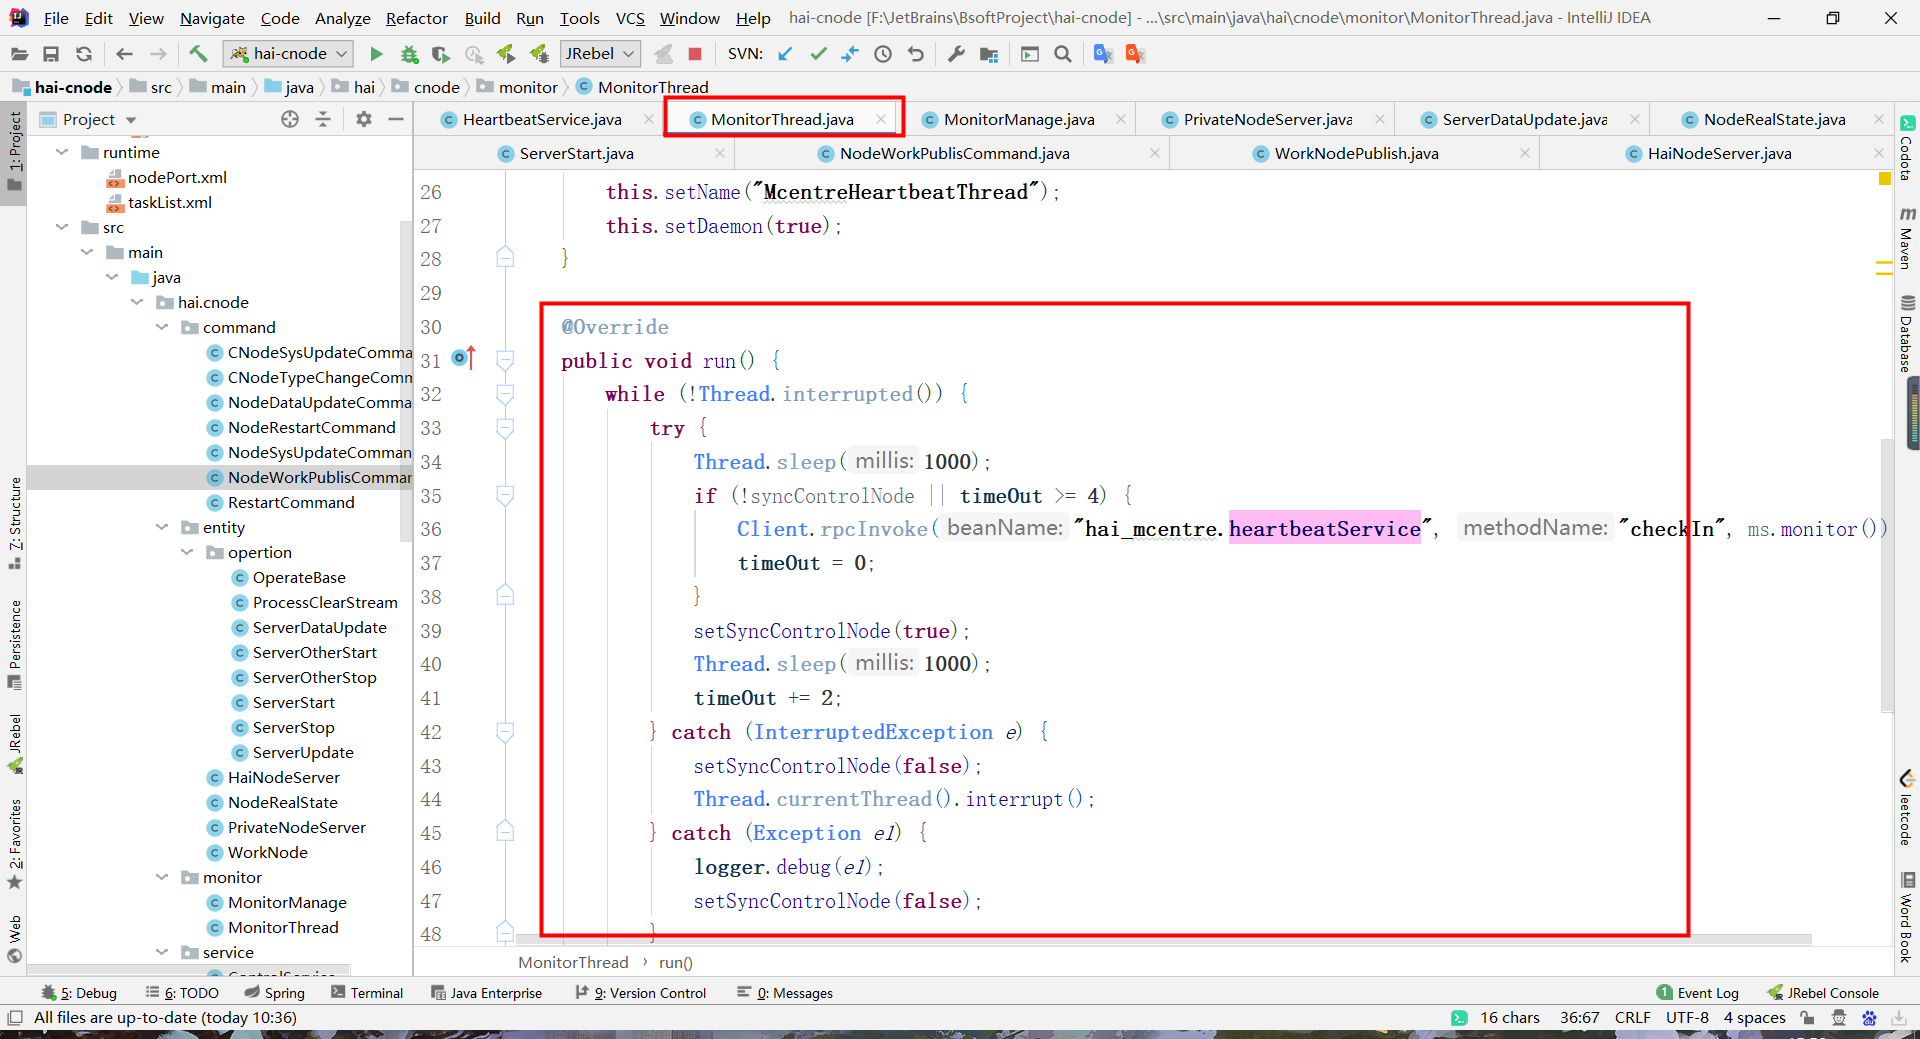 File Edit View Navigate Code Analyze Refactor Build Run Tools VCS Window Help hai-cnode [F:\JetBrains\BsoftProject\hai-cnode] - ...\src\main\java\hai\cnode\monitor\MonitorThread.java - IntelliJ IDEA
hai-cnode JRebel SVN:
hai-cnode src main java hai cnode monitor MonitorThread
Project
HeartbeatService.java MonitorThread.java MonitorManage.java PrivateNodeServer.java ServerDataUpdate.java NodeRealState.java
ServerStart.java NodeWorkPublisCommand.java WorkNodePublish.java HaiNodeServer.java
1: Project
7: Structure
Persistence
JRebel
2: Favorites
Web
runtime
nodePort.xml
taskList.xml
src
main
java
hai.cnode
command
CNodeSysUpdateComma
CNodeTypeChangeComm
NodeDataUpdateComma
NodeRestartCommand
NodeSysUpdateComman
NodeWorkPublisComman
RestartCommand
entity
opertion
OperateBase
ProcessClearStream
ServerDataUpdate
ServerOtherStart
ServerOtherStop
ServerStart
ServerStop
ServerUpdate
HaiNodeServer
NodeRealState
PrivateNodeServer
WorkNode
monitor
MonitorManage
MonitorThread
service
ControlService
26 this.setName("McentreHeartbeatThread");
27 this.setDaemon(true);
28 }
29
30 @Override
31 public void run() {
32 while (!Thread.interrupted()) {
33 try {
34 Thread.sleep( millis: 1000);
35 if (!syncControlNode || timeOut >= 4) {
36 Client.rpcInvoke( beanName: "hai_mcentre.heartbeatService", methodName: "checkIn", ms.monitor())
37 timeOut = 0;
38 }
39 setSyncControlNode(true);
40 Thread.sleep( millis: 1000);
41 timeOut += 2;
42 } catch (InterruptedException e) {
43 setSyncControlNode(false);
44 Thread.currentThread().interrupt();
45 } catch (Exception e1) {
46 logger.debug(e1);
47 setSyncControlNode(false);
48 }
MonitorThread › run()
Codota
Maven
Database
leetcode
Word Book
5: Debug 6: TODO Spring Terminal Java Enterprise 9: Version Control 0: Messages 1 Event Log JRebel Console
All files are up-to-date (today 10:36) 16 chars 36:67 CRLF UTF-8 4 spaces